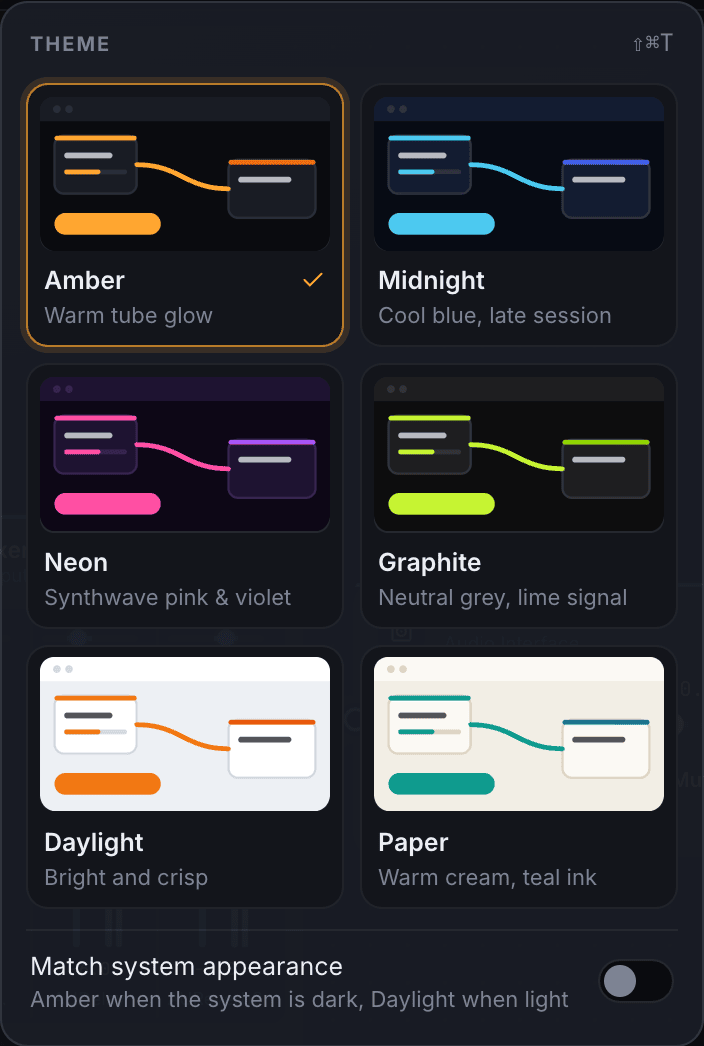 THEME ⇧⌘T
Amber
Warm tube glow
Midnight
Cool blue, late session
Neon
Synthwave pink & violet
Graphite
Neutral grey, lime signal
Daylight
Bright and crisp
Paper
Warm cream, teal ink
Match system appearance
Amber when the system is dark, Daylight when light